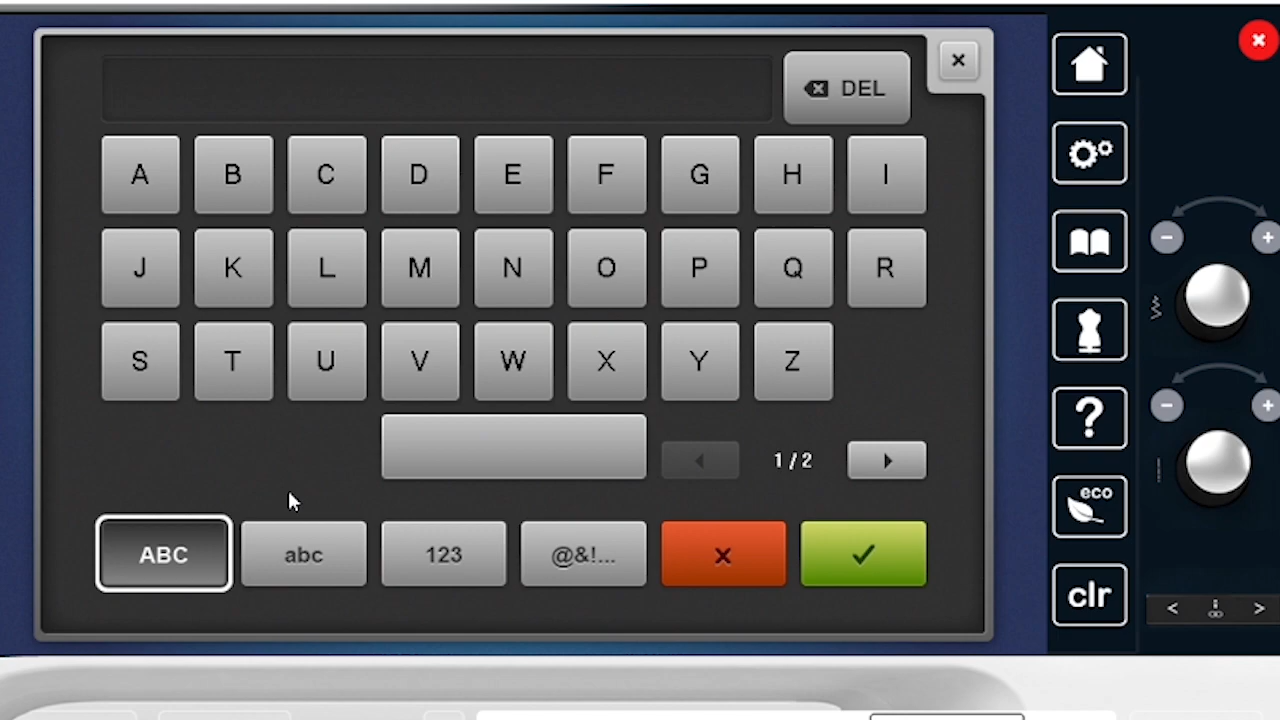 DEL
A B C D E F G H I
J K L M N O P Q R
S T U V W X Y Z
1 / 2
ABC abc 123 @&!...
?
eco
clr